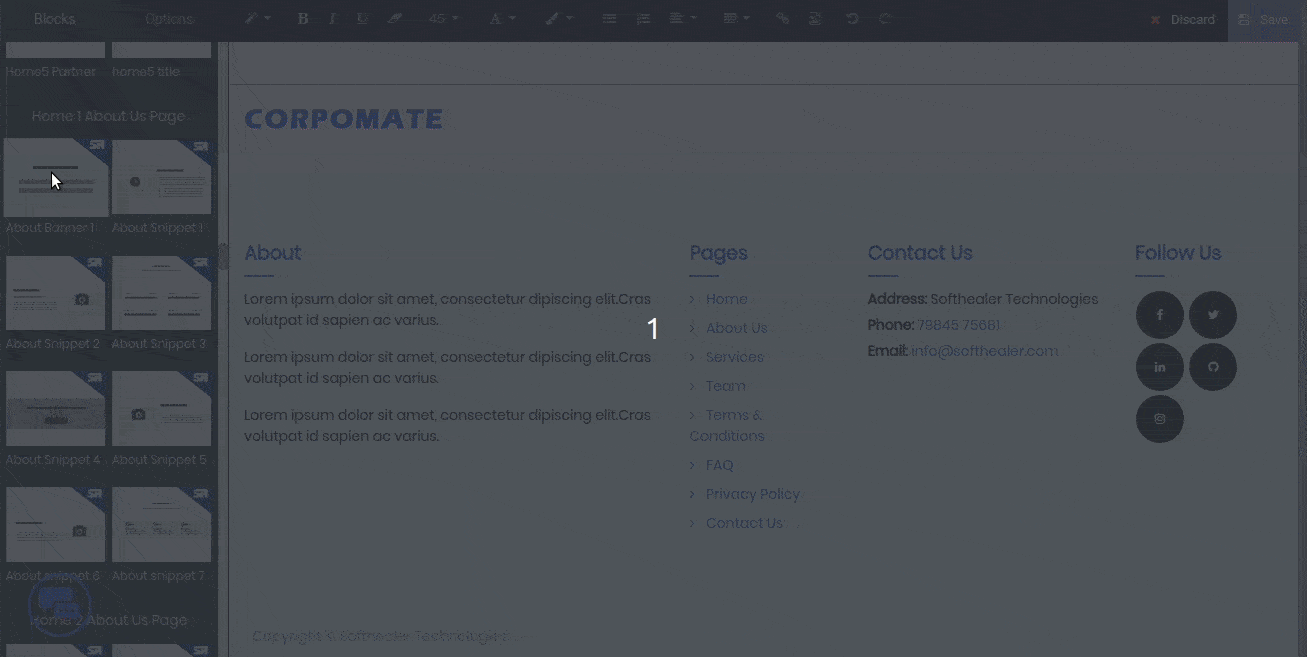 Blocks Options B I U 45 A Discard Save
Home5 Partner home5 title
Home 1 About Us Page
About Banner 1 About Snippet 1
About Snippet 2 About Snippet 3
About Snippet 4 About Snippet 5
About snippet 6 About snippet 7
Home 2 About Us Page
CORPOMATE
About
Lorem ipsum dolor sit amet, consectetur dipiscing elit.Cras
volutpat id sapien ac varius.
Lorem ipsum dolor sit amet, consectetur dipiscing elit.Cras
volutpat id sapien ac varius.
Lorem ipsum dolor sit amet, consectetur dipiscing elit.Cras
volutpat id sapien ac varius.
1
Pages
Home
About Us
Services
Team
Terms &
Conditions
FAQ
Privacy Policy
Contact Us
Contact Us
Address: Softhealer Technologies
Phone: 79845 75681
Email: info@softhealer.com
Follow Us
Copyright © Softhealer Technologies